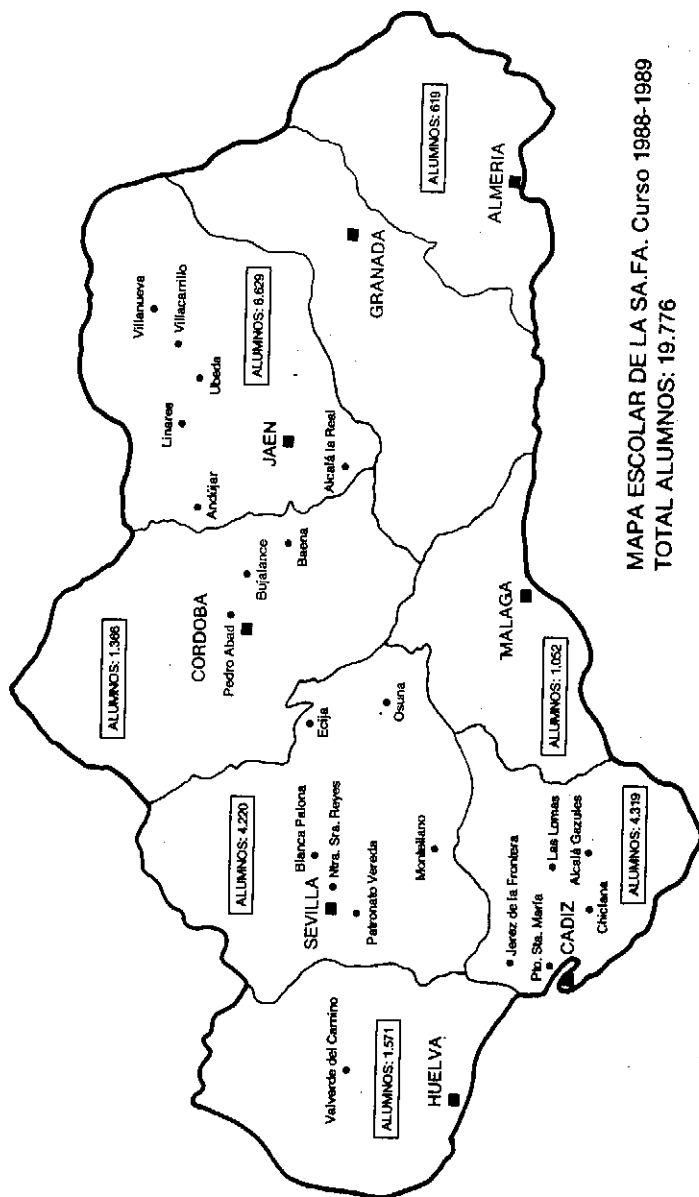 ALUMNOS: 1.571
Valverde del Camino
HUELVA
ALUMNOS: 4.220
Blanca Palona
SEVILLA
Ntra. Sra. Reyes
Patronato Vereda
Ecija
Osuna
Montellano
Jerez de la Frontera
Pto. Sta. María
CADIZ
Las Lomas
Alcalá Gazules
Chiclana
ALUMNOS: 4.319
ALUMNOS: 1.366
CORDOBA
Pedro Abad
Bujalance
Baena
MALAGA
ALUMNOS: 1.052
Villanueva
Villacarrillo
Linares
Ubeda
Andújar
ALUMNOS: 6.629
JAEN
Alcalá la Real
GRANADA
ALUMNOS: 619
ALMERIA
MAPA ESCOLAR DE LA SA.FA. Curso 1988-1989
TOTAL ALUMNOS: 19.776